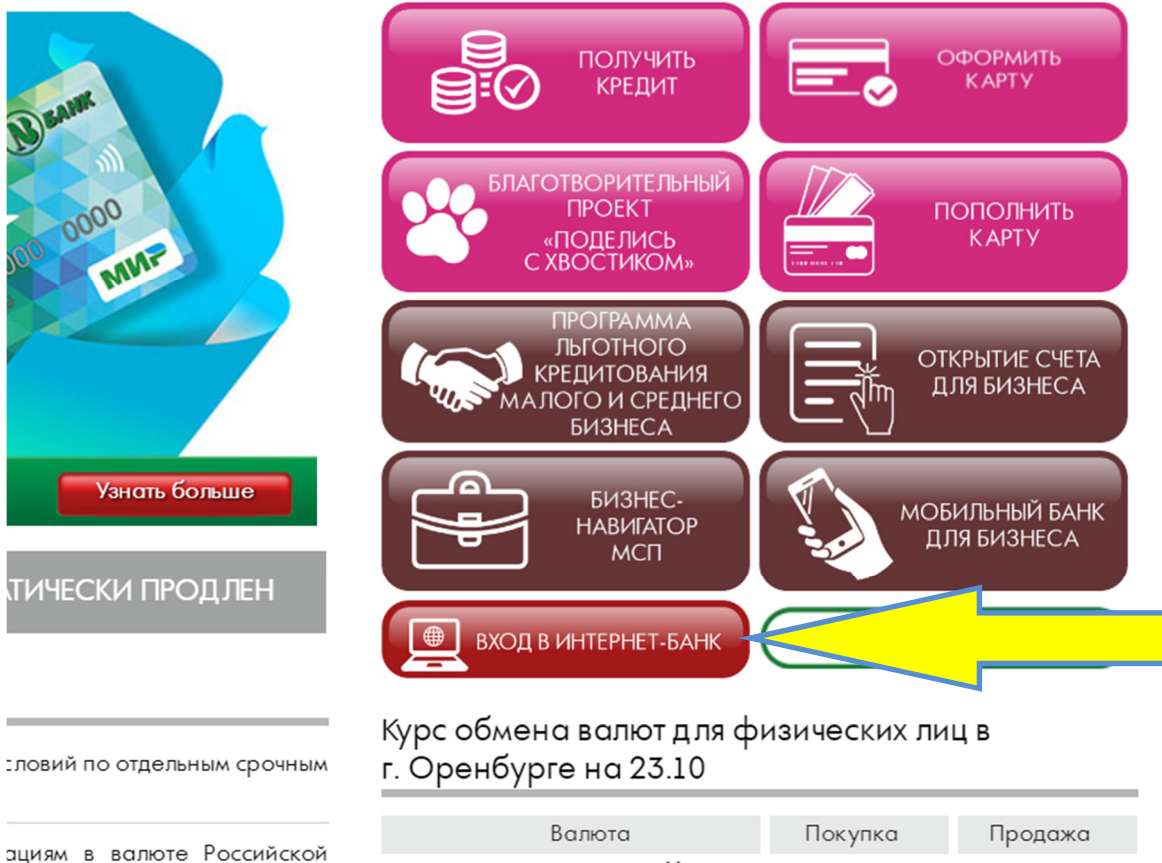 БАНК
0000
000
МИР
Узнать больше
ТИЧЕСКИ ПРОДЛЕН
словий по отдельным срочным
ациям в валюте Российской
ПОЛУЧИТЬ
КРЕДИТ
ОФОРМИТЬ
КАРТУ
БЛАГОТВОРИТЕЛЬНЫЙ
ПРОЕКТ
«ПОДЕЛИСЬ
С ХВОСТИКОМ»
ПОПОЛНИТЬ
КАРТУ
ПРОГРАММА
ЛЬГОТНОГО
КРЕДИТОВАНИЯ
МАЛОГО И СРЕДНЕГО
БИЗНЕСА
ОТКРЫТИЕ СЧЕТА
ДЛЯ БИЗНЕСА
БИЗНЕС-
НАВИГАТОР
МСП
МОБИЛЬНЫЙ БАНК
ДЛЯ БИЗНЕСА
ВХОД В ИНТЕРНЕТ-БАНК
Курс обмена валют для физических лиц в
г. Оренбурге на 23.10
Валюта Покупка Продажа